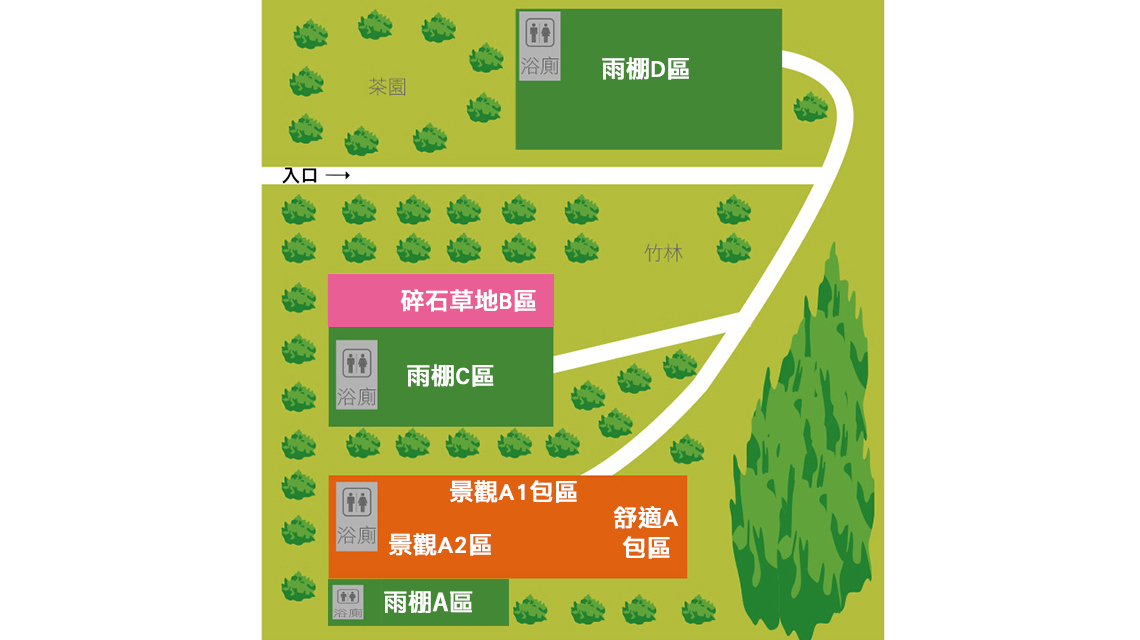 浴廁
雨棚D區
茶園
入口 →
竹林
碎石草地B區
雨棚C區
浴廁
景觀A1包區
浴廁
舒適A
包區
景觀A2區
雨棚A區
浴廁